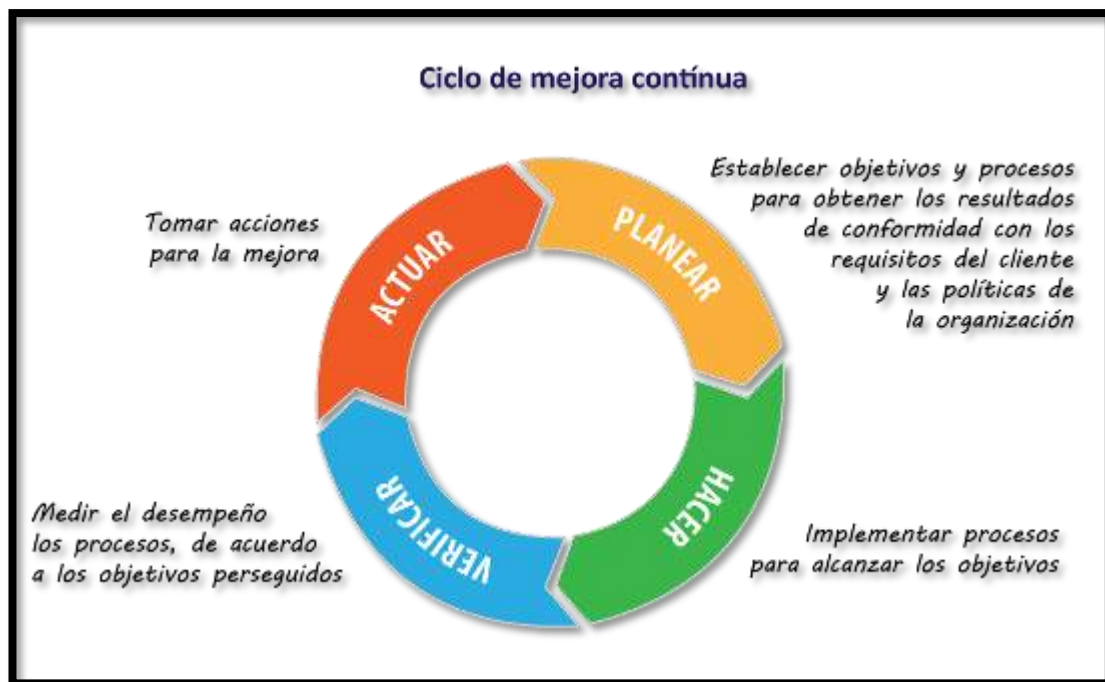 Ciclo de mejora contínua
PLANEAR
Establecer objetivos y procesos
para obtener los resultados
de conformidad con los
requisitos del cliente
y las políticas de
la organización
HACER
Implementar procesos
para alcanzar los objetivos
VERIFICAR
Medir el desempeño
los procesos, de acuerdo
a los objetivos perseguidos
ACTUAR
Tomar acciones
para la mejora